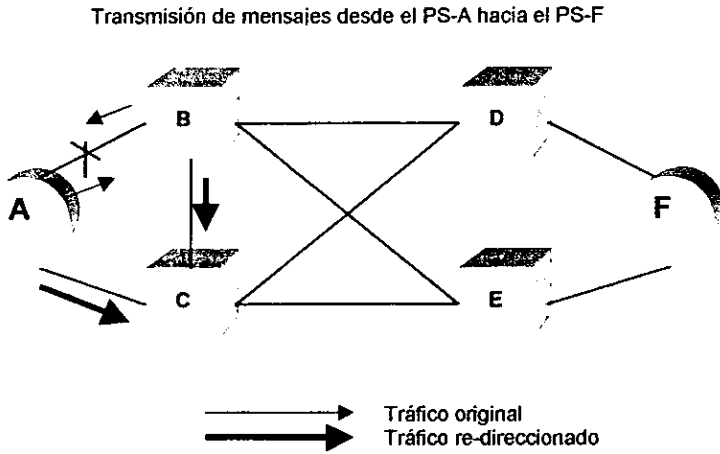 Transmisión de mensajes desde el PS-A hacia el PS-F
B
D
A
F
C
E
Tráfico original
Tráfico re-direccionado